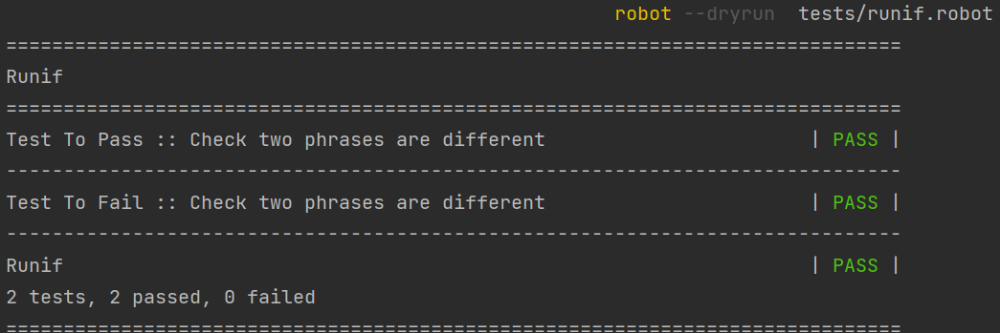 robot --dryrun  tests/runif.robot
==============================================================================
Runif
==============================================================================
Test To Pass :: Check two phrases are different                       | PASS |
------------------------------------------------------------------------------
Test To Fail :: Check two phrases are different                       | PASS |
------------------------------------------------------------------------------
Runif                                                                 | PASS |
2 tests, 2 passed, 0 failed
==============================================================================